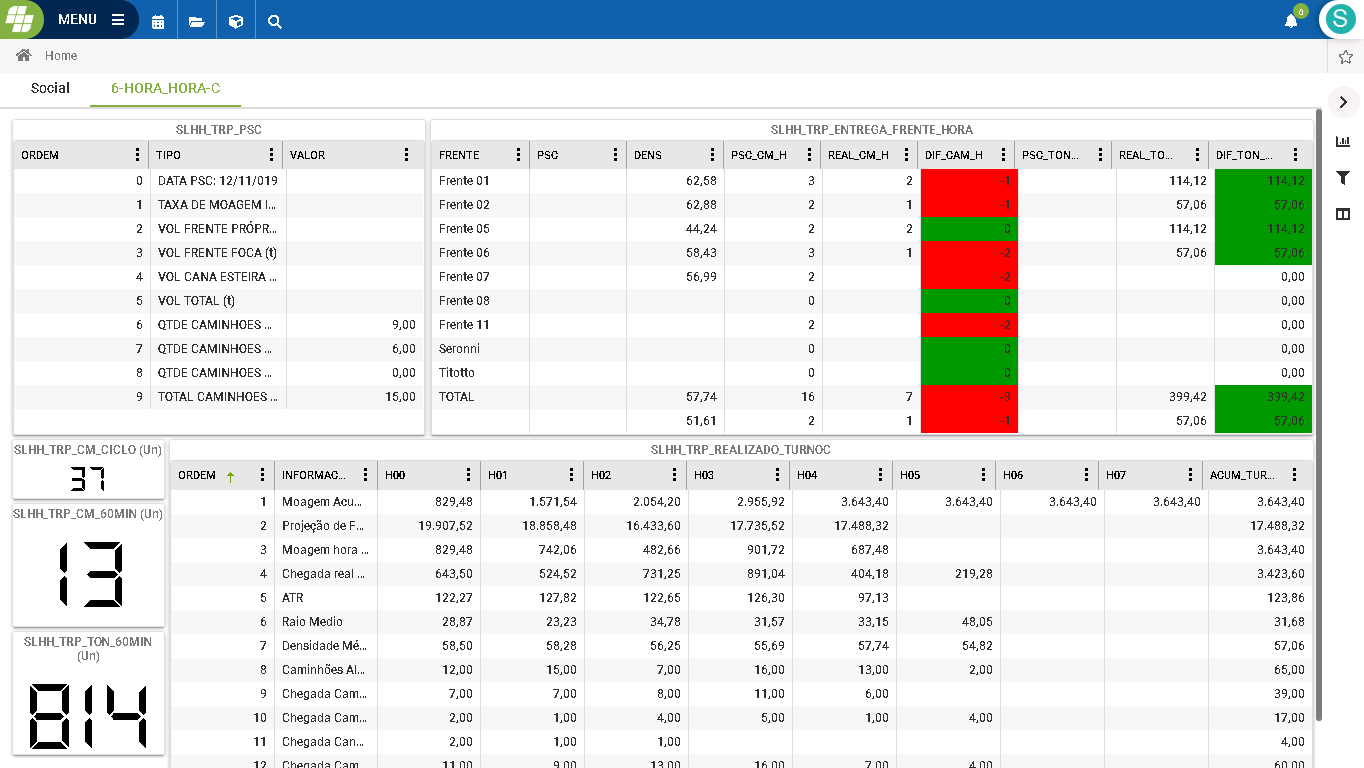 MENU
0
S
Home
Social 6-HORA_HORA-C
SLHH_TRP_PSC
ORDEM TIPO VALOR
0 DATA PSC: 12/11/019
1 TAXA DE MOAGEM I...
2 VOL FRENTE PRÓPR...
3 VOL FRENTE FOCA (t)
4 VOL CANA ESTEIRA ...
5 VOL TOTAL (t)
6 QTDE CAMINHOES ... 9,00
7 QTDE CAMINHOES ... 6,00
8 QTDE CAMINHOES ... 0,00
9 TOTAL CAMINHOES ... 15,00
SLHH_TRP_ENTREGA_FRENTE_HORA
FRENTE PSC DENS PSC_CM_H REAL_CM_H DIF_CAM_H PSC_TON... REAL_TO... DIF_TON_...
Frente 01 62,58 3 2 -1 114,12 114,12
Frente 02 62,88 2 1 -1 57,06 57,06
Frente 05 44,24 2 2 0 114,12 114,12
Frente 06 58,43 3 1 -2 57,06 57,06
Frente 07 56,99 2 -2 0,00
Frente 08 0 0 0,00
Frente 11 2 -2 0,00
Seronni 0 0 0,00
Titotto 0 0 0,00
TOTAL 57,74 16 7 -9 399,42 399,42
51,61 2 1 1 57,06 57,06
SLHH_TRP_CM_CICLO (Un)
37
SLHH_TRP_CM_60MIN (Un)
13
SLHH_TRP_TON_60MIN
(Un)
814
SLHH_TRP_REALIZADO_TURNOC
ORDEM INFORMAC... H00 H01 H02 H03 H04 H05 H06 H07 ACUM_TUR...
1 Moagem Acu... 829,48 1.571,54 2.054,20 2.955,92 3.643,40 3.643,40 3.643,40 3.643,40 3.643,40
2 Projeção de F... 19.907,52 18.858,48 16.433,60 17.735,52 17.488,32 17.488,32
3 Moagem hora ... 829,48 742,06 482,66 901,72 687,48 3.643,40
4 Chegada real ... 643,50 524,52 731,25 891,04 404,18 219,28 3.423,60
5 ATR 122,27 127,82 122,65 126,30 97,13 123,86
6 Raio Medio 28,87 23,23 34,78 31,57 33,15 48,05 31,68
7 Densidade Mé... 58,50 58,28 56,25 55,69 57,74 54,82 57,06
8 Caminhões Al... 12,00 15,00 7,00 16,00 13,00 2,00 65,00
9 Chegada Cam... 7,00 7,00 8,00 11,00 6,00 39,00
10 Chegada Cam... 2,00 1,00 4,00 5,00 1,00 4,00 17,00
11 Chegada Can... 2,00 1,00 1,00 4,00
12 Chegada Cam... 11,00 9,00 13,00 16,00 7,00 4,00 60,00